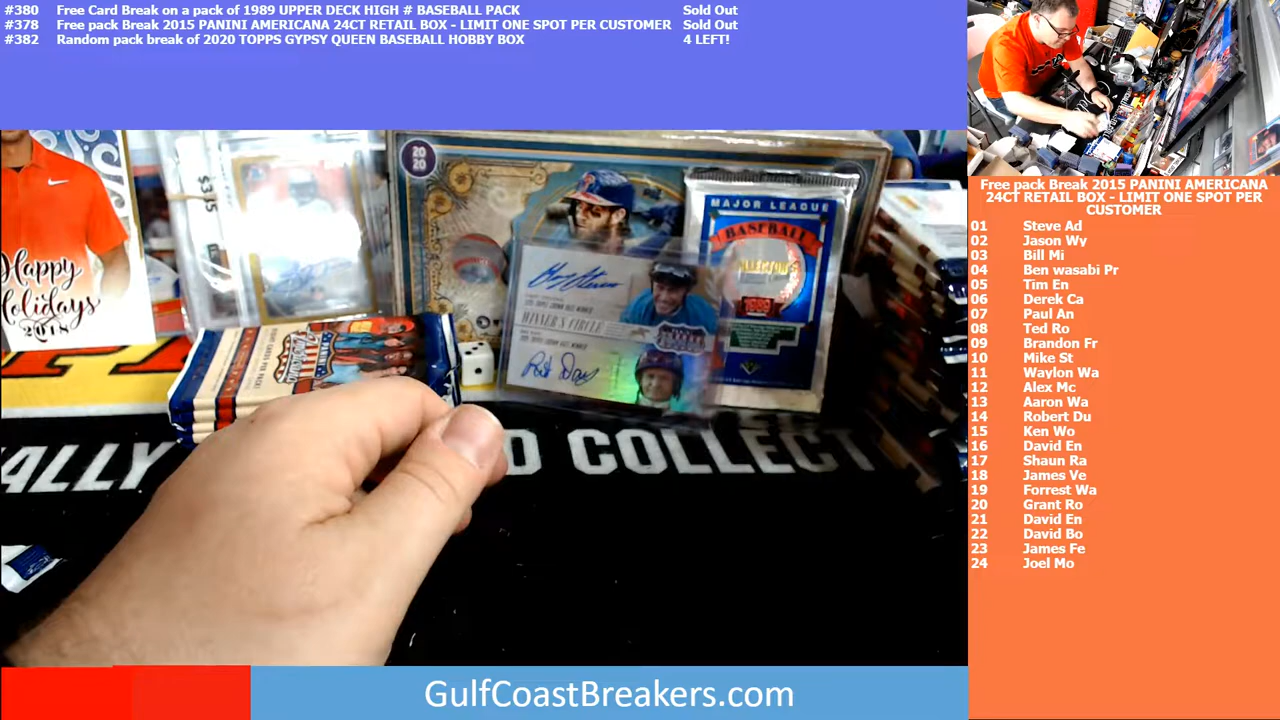 #380 Free Card Break on a pack of 1989 UPPER DECK HIGH # BASEBALL PACK Sold Out
#378 Free pack Break 2015 PANINI AMERICANA 24CT RETAIL BOX - LIMIT ONE SPOT PER CUSTOMER Sold Out
#382 Random pack break of 2020 TOPPS GYPSY QUEEN BASEBALL HOBBY BOX 4 LEFT!
20
20
MAJOR LEAGUE
BASEBALL
1989
WINNER'S CIRCLE
Happy
Holidays
2018
ALLY
D COLLECT
Free pack Break 2015 PANINI AMERICANA
24CT RETAIL BOX - LIMIT ONE SPOT PER
CUSTOMER
01 Steve Ad
02 Jason Wy
03 Bill Mi
04 Ben wasabi Pr
05 Tim En
06 Derek Ca
07 Paul An
08 Ted Ro
09 Brandon Fr
10 Mike St
11 Waylon Wa
12 Alex Mc
13 Aaron Wa
14 Robert Du
15 Ken Wo
16 David En
17 Shaun Ra
18 James Ve
19 Forrest Wa
20 Grant Ro
21 David En
22 David Bo
23 James Fe
24 Joel Mo
GulfCoastBreakers.com